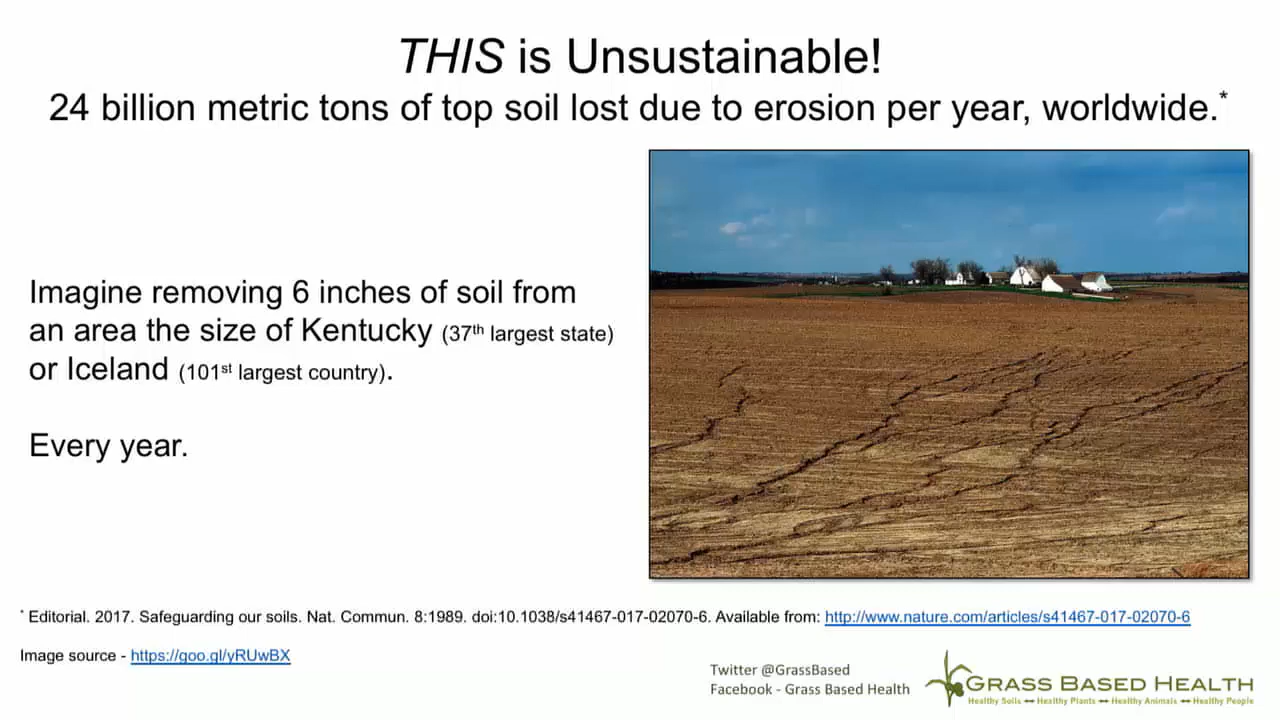 THIS is Unsustainable!
24 billion metric tons of top soil lost due to erosion per year, worldwide.*
Imagine removing 6 inches of soil from
an area the size of Kentucky (37th largest state)
or Iceland (101st largest country).
Every year.
* Editorial. 2017. Safeguarding our soils. Nat. Commun. 8:1989. doi:10.1038/s41467-017-02070-6. Available from: http://www.nature.com/articles/s41467-017-02070-6
Image source - https://goo.gl/yRUwBX
Twitter @GrassBased
Facebook - Grass Based Health
GRASS BASED HEALTH
Healthy Soils ↔ Healthy Plants ↔ Healthy Animals ↔ Healthy People